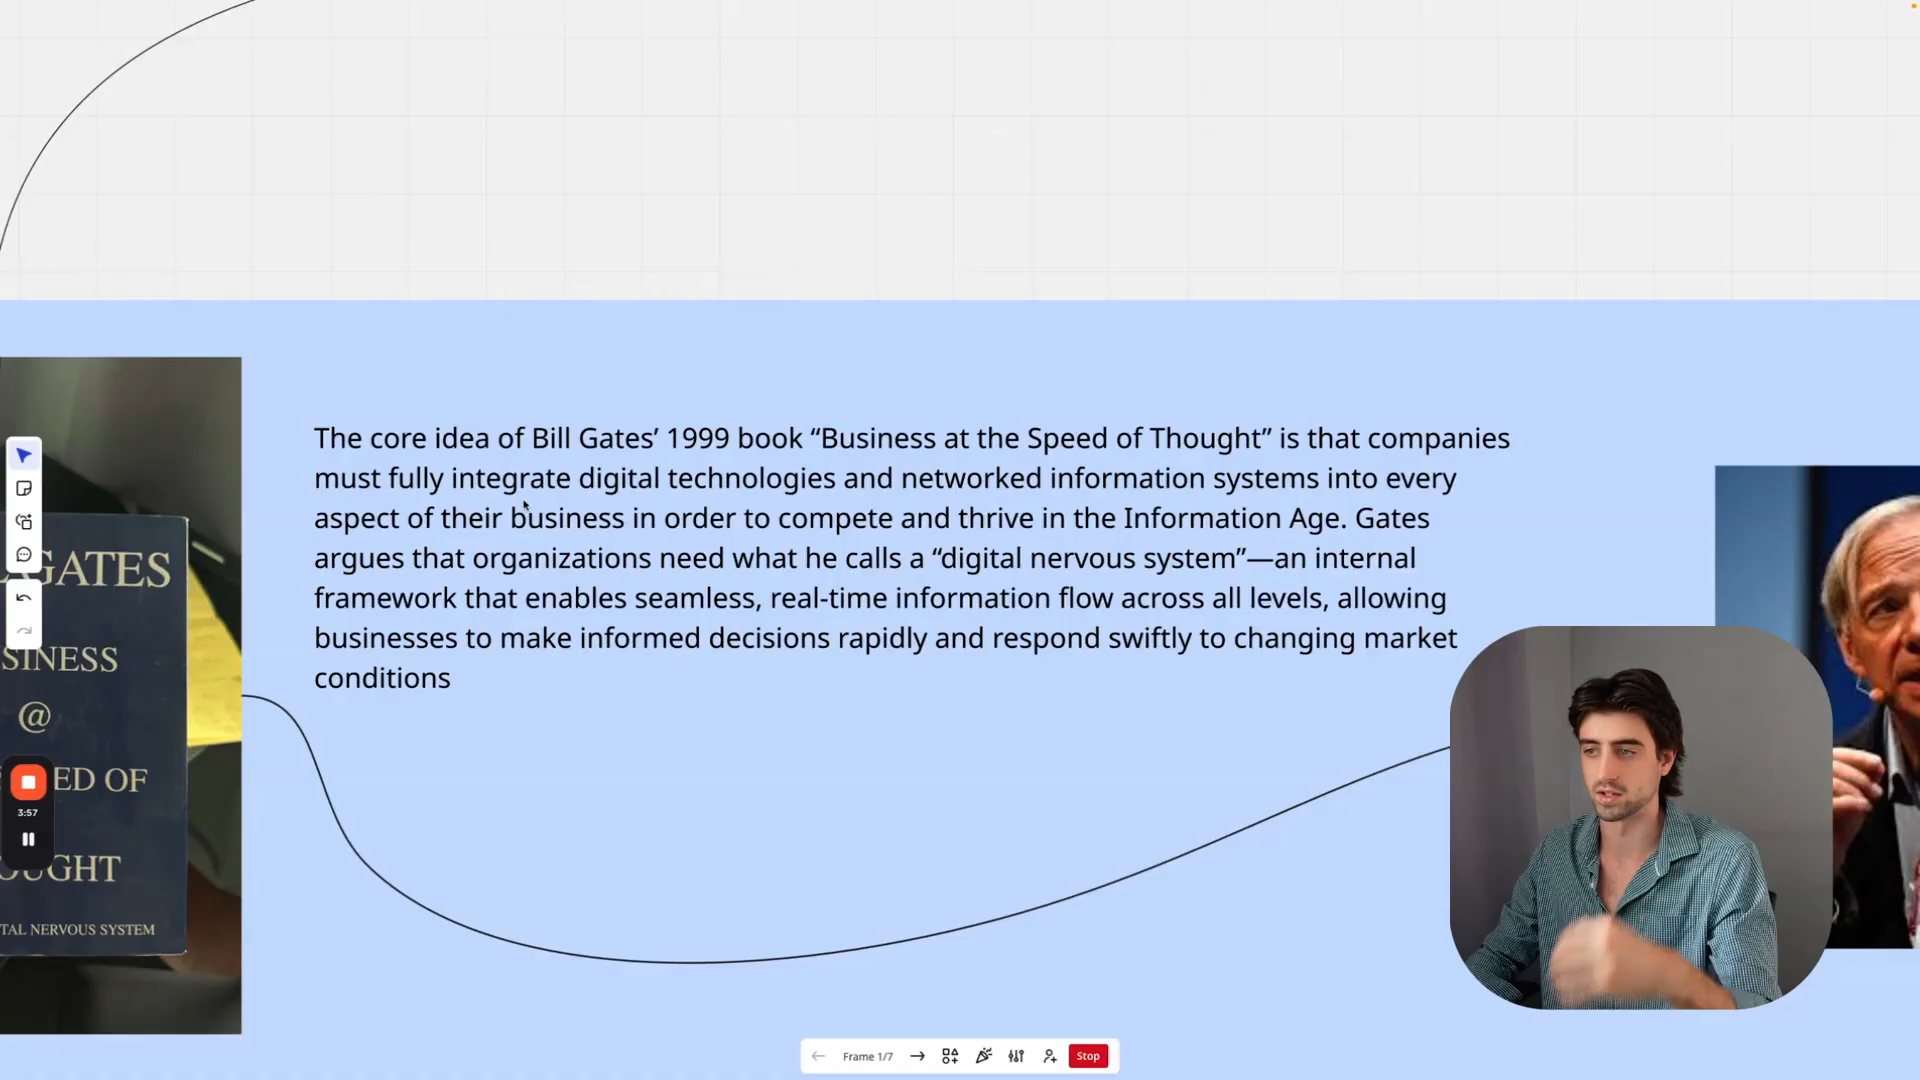 The core idea of Bill Gates’ 1999 book “Business at the Speed of Thought” is that companies
must fully integrate digital technologies and networked information systems into every
aspect of their business in order to compete and thrive in the Information Age. Gates
argues that organizations need what he calls a “digital nervous system”—an internal
framework that enables seamless, real-time information flow across all levels, allowing
businesses to make informed decisions rapidly and respond swiftly to changing market
conditions
GATES
SINESS
@
ED OF
OUGHT
TAL NERVOUS SYSTEM
3:57
Frame 1/7
Stop